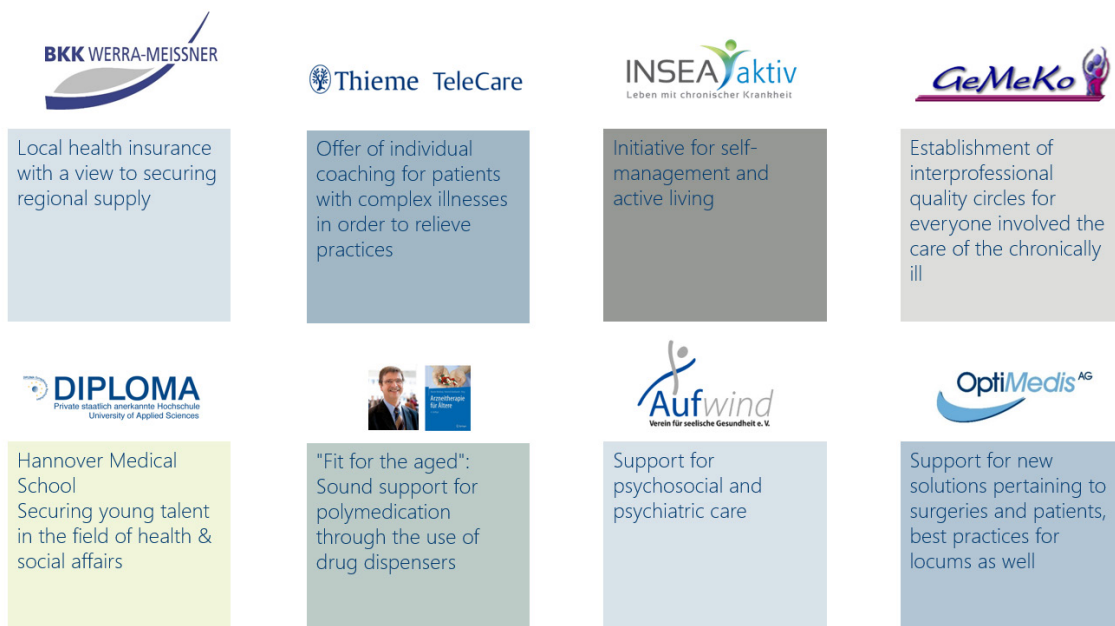 BKK WERRA-MEISSNER
Thieme TeleCare
INSEA aktiv
Leben mit chronischer Krankheit
GeMeKo
Local health insurance
with a view to securing
regional supply
Offer of individual
coaching for patients
with complex illnesses
in order to relieve
practices
Initiative for self-
management and
active living
Establishment of
interprofessional
quality circles for
everyone involved the
care of the chronically
ill
DIPLOMA
Private staatlich anerkannte Hochschule
University of Applied Sciences
Arzneitherapie
für Ältere
Aufwind
Verein für seelische Gesundheit e. V.
OptiMedis AG
Hannover Medical
School
Securing young talent
in the field of health &
social affairs
"Fit for the aged":
Sound support for
polymedication
through the use of
drug dispensers
Support for
psychosocial and
psychiatric care
Support for new
solutions pertaining to
surgeries and patients,
best practices for
locums as well